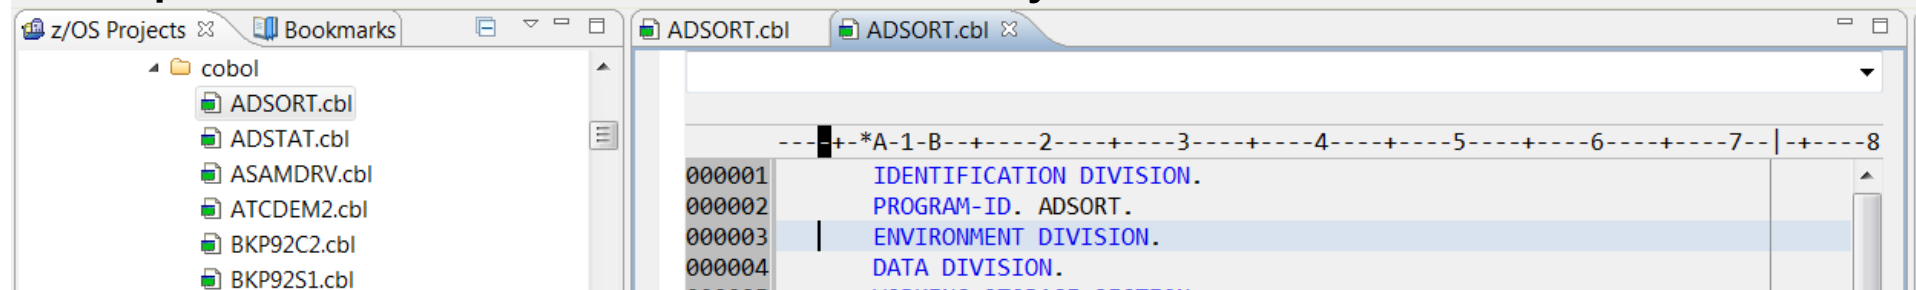 z/OS Projects
Bookmarks
cobol
ADSORT.cbl
ADSTAT.cbl
ASAMDRV.cbl
ATCDEM2.cbl
BKP92C2.cbl
BKP92S1.cbl
ADSORT.cbl
ADSORT.cbl
----+-*A-1-B--+----2----+----3----+----4----+----5----+----6----+----7--|-+----8
000001 IDENTIFICATION DIVISION.
000002 PROGRAM-ID. ADSORT.
000003 ENVIRONMENT DIVISION.
000004 DATA DIVISION.